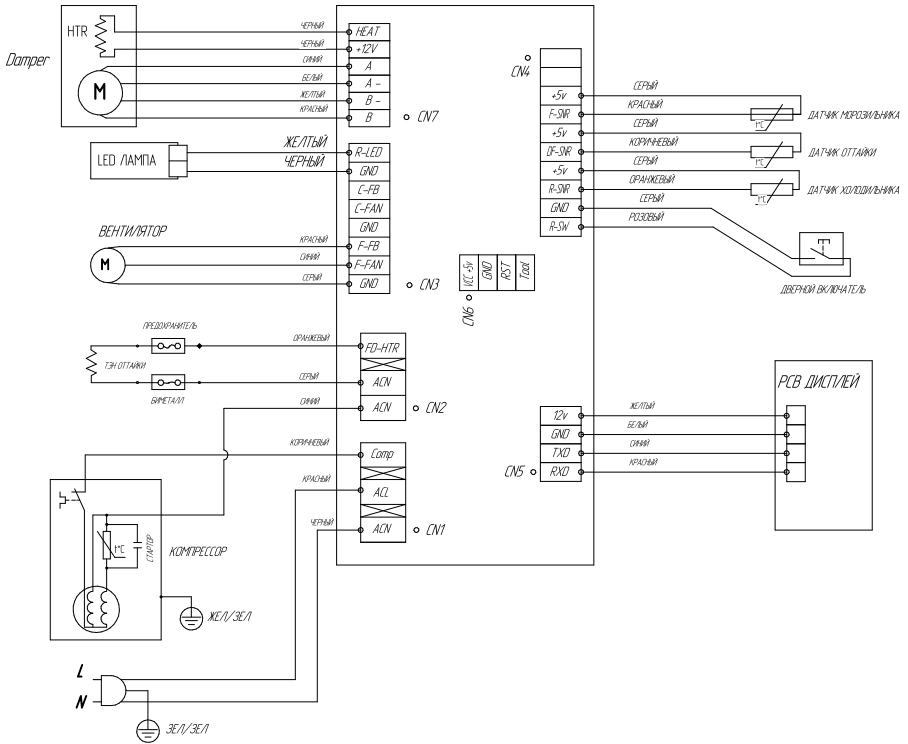 Damper
HTR
M
ЧЕРНЫЙ
ЧЕРНЫЙ
СИНИЙ
БЕЛЫЙ
ЖЕЛТЫЙ
КРАСНЫЙ
HEAT
+12V
A
A -
B -
B
CN7
LED ЛАМПА
ЖЕЛТЫЙ
ЧЕРНЫЙ
R-LED
GND
C-FB
C-FAN
GND
F-FB
F-FAN
GND
CN3
ВЕНТИЛЯТОР
M
КРАСНЫЙ
СИНИЙ
СЕРЫЙ
ПРЕДОХРАНИТЕЛЬ
ТЭН ОТТАЙКИ
БИМЕТАЛЛ
ОРАНЖЕВЫЙ
СЕРЫЙ
СИНИЙ
FD-HTR
ACN
ACN
CN2
КОРИЧНЕВЫЙ
КРАСНЫЙ
ЧЕРНЫЙ
Comp
ACL
ACN
CN1
t°C
СТАРТОР
КОМПРЕССОР
ЖЕЛ/ЗЕЛ
L
N
ЗЕЛ/ЗЕЛ
CN4
+5v
F-SNR
+5v
DF-SNR
+5v
R-SNR
GND
R-SW
СЕРЫЙ
КРАСНЫЙ
СЕРЫЙ
КОРИЧНЕВЫЙ
СЕРЫЙ
ОРАНЖЕВЫЙ
СЕРЫЙ
РОЗОВЫЙ
t°C
ДАТЧИК МОРОЗИЛЬНИКА
t°C
ДАТЧИК ОТТАЙКИ
t°C
ДАТЧИК ХОЛОДИЛЬНИКА
ДВЕРНОЙ ВКЛЮЧАТЕЛЬ
VCC +5v
GND
RST
Tool
CN6
12v
GND
TXD
RXD
CN5
ЖЕЛТЫЙ
БЕЛЫЙ
СИНИЙ
КРАСНЫЙ
PCB ДИСПЛЕЙ